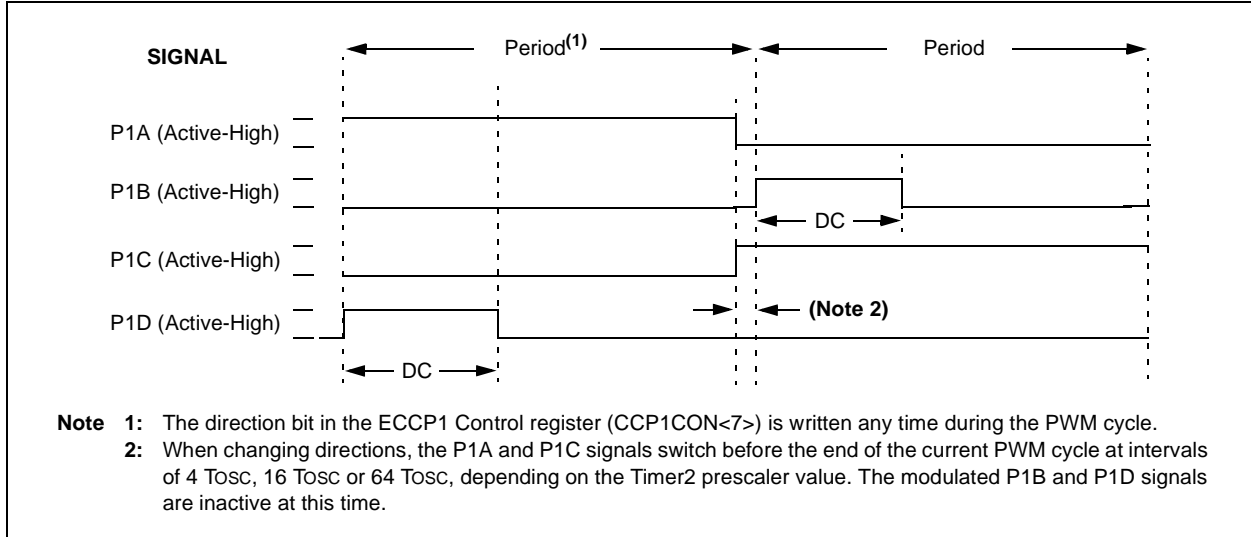 SIGNAL
Period(1)
Period
P1A (Active-High)
P1B (Active-High)
DC
P1C (Active-High)
P1D (Active-High)
(Note 2)
DC
Note 1: The direction bit in the ECCP1 Control register (CCP1CON<7>) is written any time during the PWM cycle.
2: When changing directions, the P1A and P1C signals switch before the end of the current PWM cycle at intervals
of 4 TOSC, 16 TOSC or 64 TOSC, depending on the Timer2 prescaler value. The modulated P1B and P1D signals
are inactive at this time.